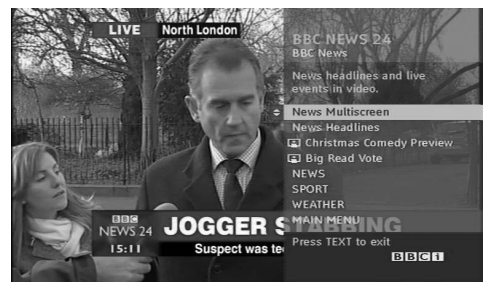 LIVE North London
BBC NEWS 24
BBC News
News headlines and live
events in video.
News Multiscreen
News Headlines
Christmas Comedy Preview
Big Read Vote
NEWS
SPORT
WEATHER
MAIN MENU
Press TEXT to exit
BBC 1
BBC
NEWS 24
15:11
JOGGER STABBING
Suspect was